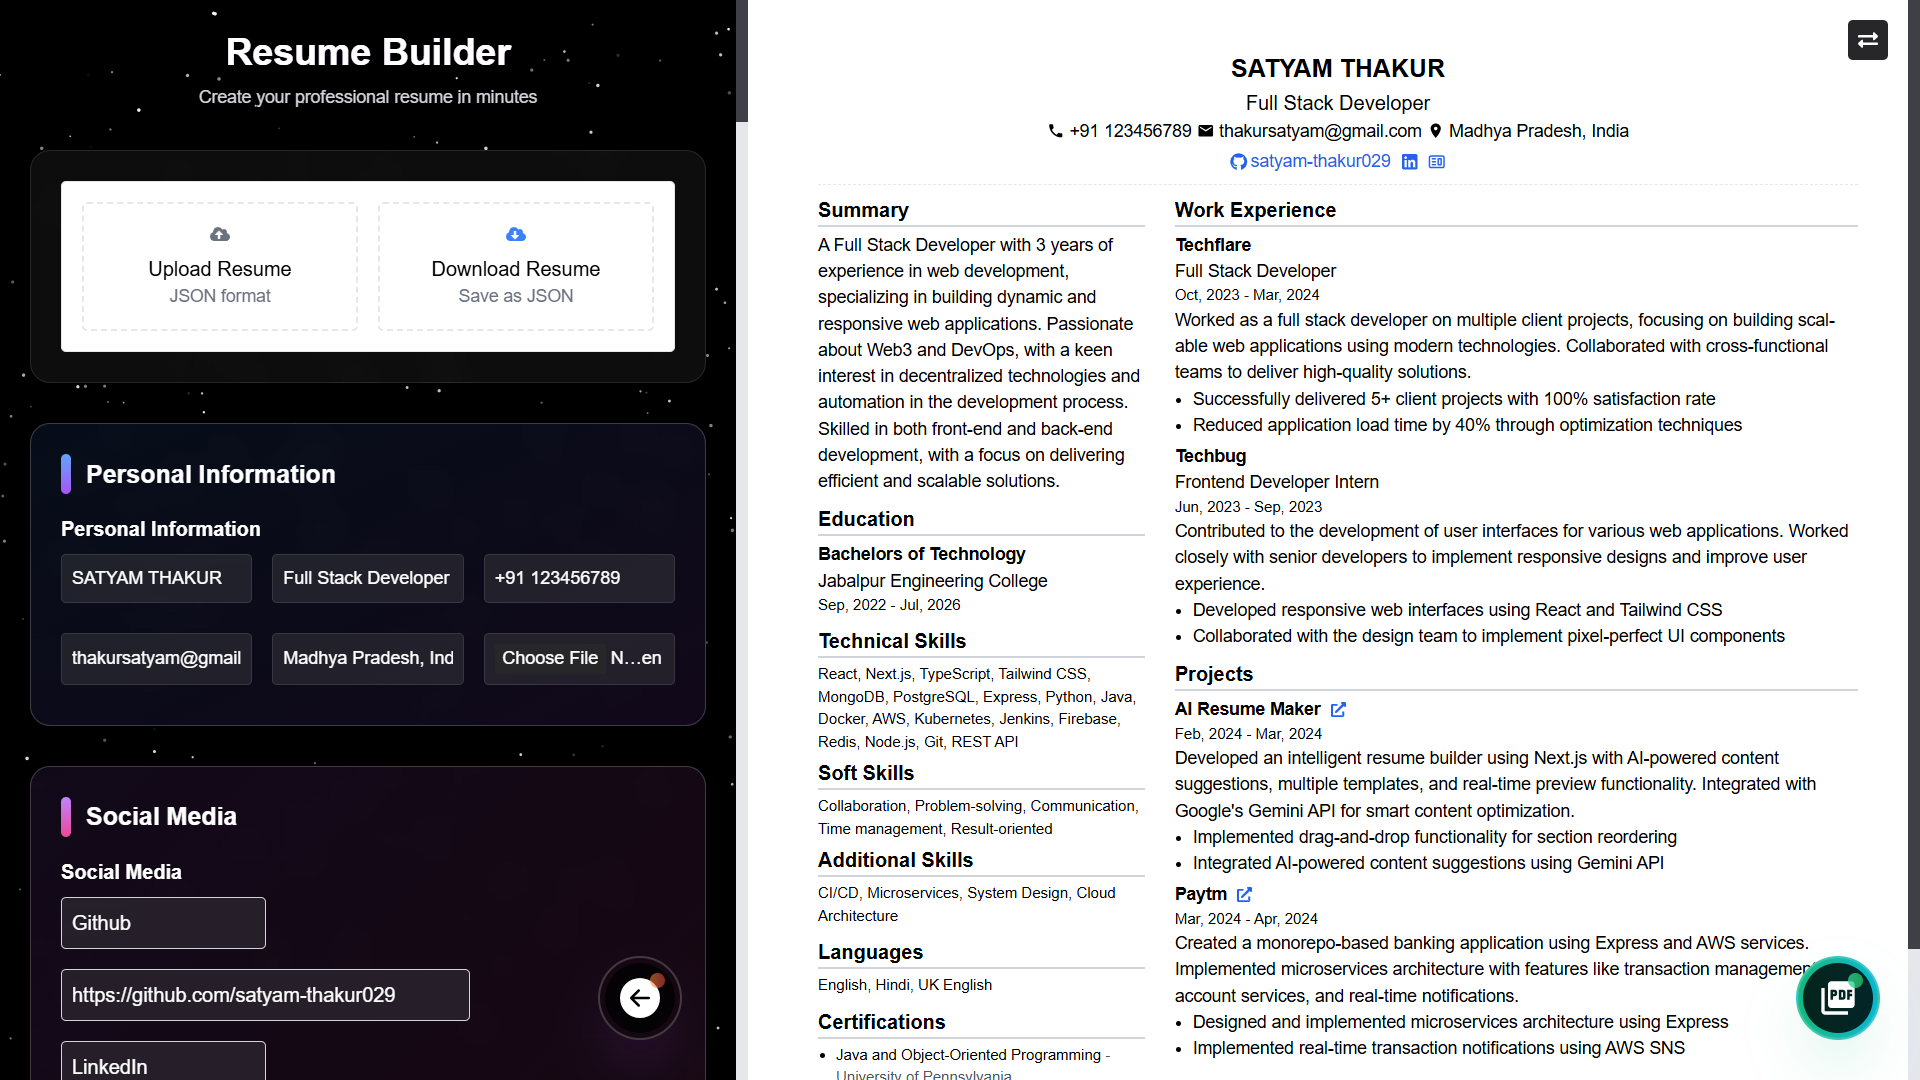 Resume Builder
Create your professional resume in minutes
Upload Resume
JSON format
Download Resume
Save as JSON
Personal Information
Personal Information
SATYAM THAKUR
Full Stack Developer
+91 123456789
thakursatyam@gmail
Madhya Pradesh, Ind
Choose File N...en
Social Media
Social Media
Github
https://github.com/satyam-thakur029
LinkedIn
SATYAM THAKUR
Full Stack Developer
+91 123456789 thakursatyam@gmail.com Madhya Pradesh, India
satyam-thakur029
Summary
A Full Stack Developer with 3 years of
experience in web development,
specializing in building dynamic and
responsive web applications. Passionate
about Web3 and DevOps, with a keen
interest in decentralized technologies and
automation in the development process.
Skilled in both front-end and back-end
development, with a focus on delivering
efficient and scalable solutions.
Education
Bachelors of Technology
Jabalpur Engineering College
Sep, 2022 - Jul, 2026
Technical Skills
React, Next.js, TypeScript, Tailwind CSS,
MongoDB, PostgreSQL, Express, Python, Java,
Docker, AWS, Kubernetes, Jenkins, Firebase,
Redis, Node.js, Git, REST API
Soft Skills
Collaboration, Problem-solving, Communication,
Time management, Result-oriented
Additional Skills
CI/CD, Microservices, System Design, Cloud
Architecture
Languages
English, Hindi, UK English
Certifications
• Java and Object-Oriented Programming -
University of Pennsylvania
Work Experience
Techflare
Full Stack Developer
Oct, 2023 - Mar, 2024
Worked as a full stack developer on multiple client projects, focusing on building scal-
able web applications using modern technologies. Collaborated with cross-functional
teams to deliver high-quality solutions.
• Successfully delivered 5+ client projects with 100% satisfaction rate
• Reduced application load time by 40% through optimization techniques
Techbug
Frontend Developer Intern
Jun, 2023 - Sep, 2023
Contributed to the development of user interfaces for various web applications. Worked
closely with senior developers to implement responsive designs and improve user
experience.
• Developed responsive web interfaces using React and Tailwind CSS
• Collaborated with the design team to implement pixel-perfect UI components
Projects
AI Resume Maker
Feb, 2024 - Mar, 2024
Developed an intelligent resume builder using Next.js with AI-powered content
suggestions, multiple templates, and real-time preview functionality. Integrated with
Google's Gemini API for smart content optimization.
• Implemented drag-and-drop functionality for section reordering
• Integrated AI-powered content suggestions using Gemini API
Paytm
Mar, 2024 - Apr, 2024
Created a monorepo-based banking application using Express and AWS services.
Implemented microservices architecture with features like transaction management
account services, and real-time notifications.
• Designed and implemented microservices architecture using Express
• Implemented real-time transaction notifications using AWS SNS
PDF